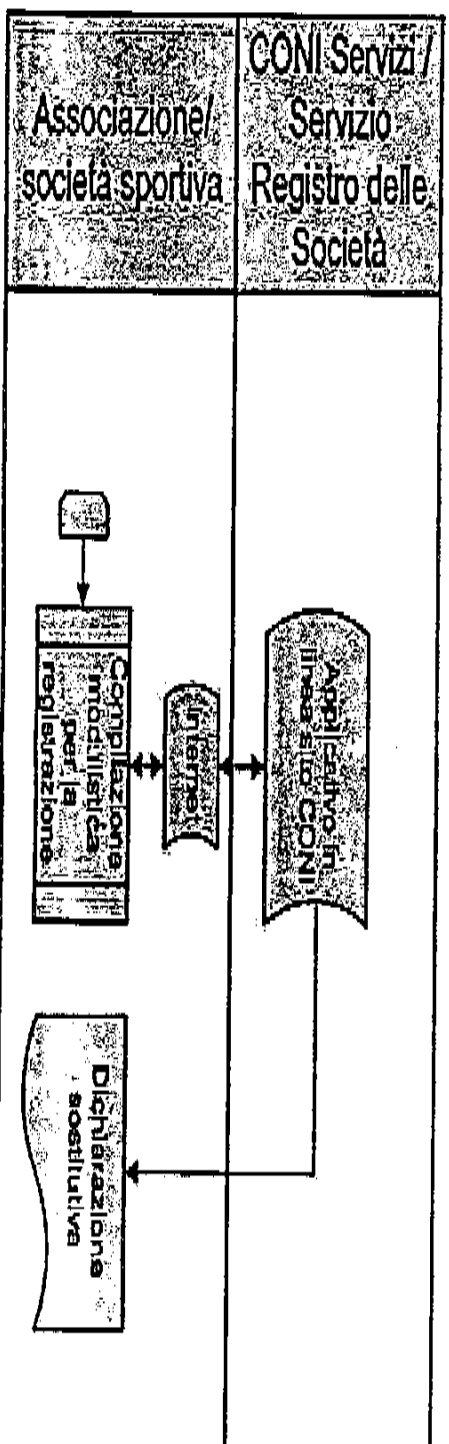 Associazione/
società sportiva
CONI Servizi /
Servizio
Registro delle
Società
Compilazione
modulistica
per la
registrazione
Internet
Applicativo in
linea sito CONI
Dichiarazione
sostitutiva